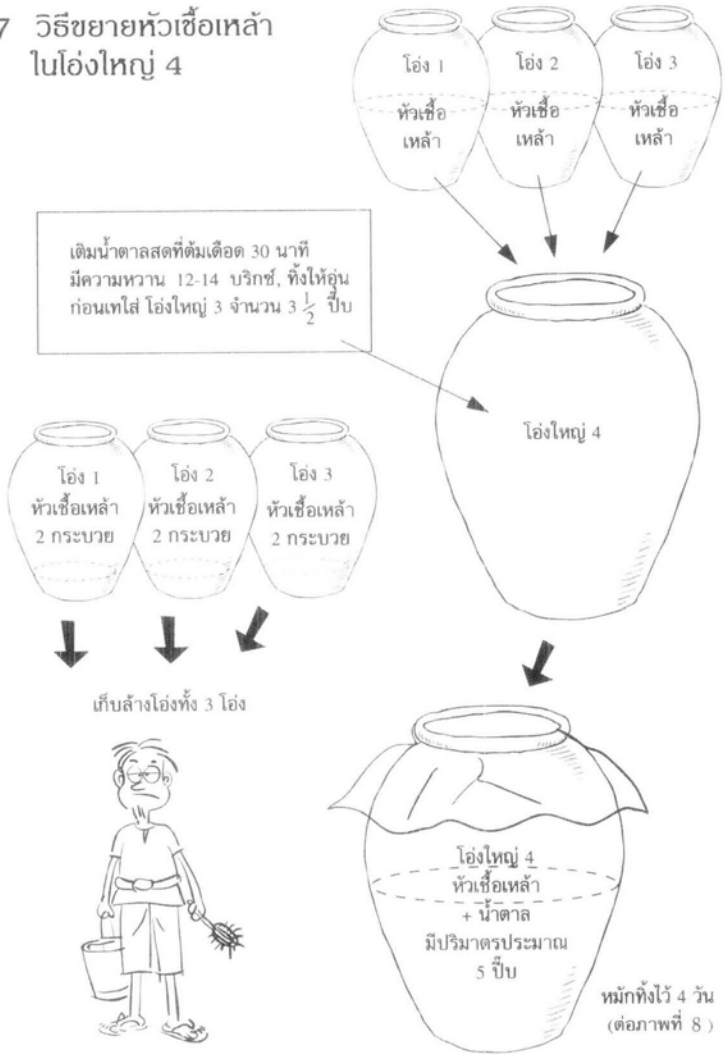 7 วิธีขยายหัวเชื้อเหล้า
ในโอ่งใหญ่ 4
โอ่ง 1
หัวเชื้อ
เหล้า
โอ่ง 2
หัวเชื้อ
เหล้า
โอ่ง 3
หัวเชื้อ
เหล้า
เติมน้ำตาลสดที่ต้มเดือด 30 นาที
มีความหวาน 12-14 บริกซ์, ทิ้งให้อุ่น
ก่อนเทใส่ โอ่งใหญ่ 3 จำนวน 3 1/2 ปี๊บ
โอ่งใหญ่ 4
โอ่ง 1
หัวเชื้อเหล้า
2 กระบวย
โอ่ง 2
หัวเชื้อเหล้า
2 กระบวย
โอ่ง 3
หัวเชื้อเหล้า
2 กระบวย
เก็บล้างโอ่งทั้ง 3 โอ่ง
โอ่งใหญ่ 4
หัวเชื้อเหล้า
+ น้ำตาล
มีปริมาตรประมาณ
5 ปี๊บ
หมักทิ้งไว้ 4 วัน
(ต่อภาพที่ 8 )